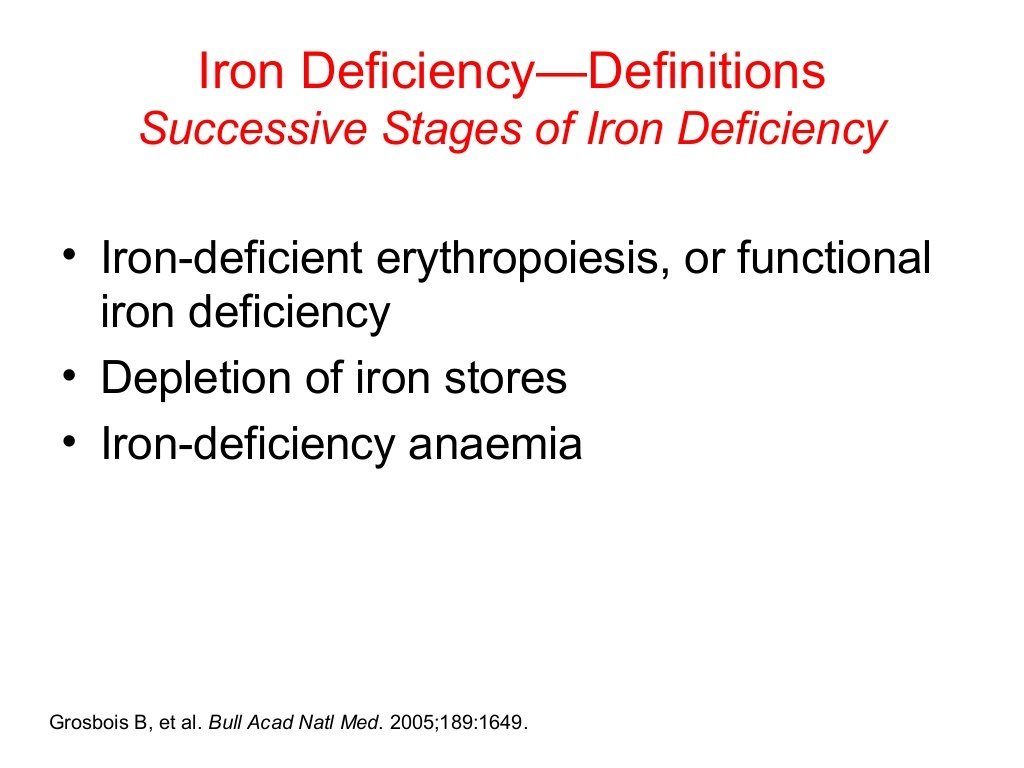 Iron Deficiency—Definitions
Successive Stages of Iron Deficiency
• Iron-deficient erythropoiesis, or functional
iron deficiency
• Depletion of iron stores
• Iron-deficiency anaemia
Grosbois B, et al. Bull Acad Natl Med. 2005;189:1649.